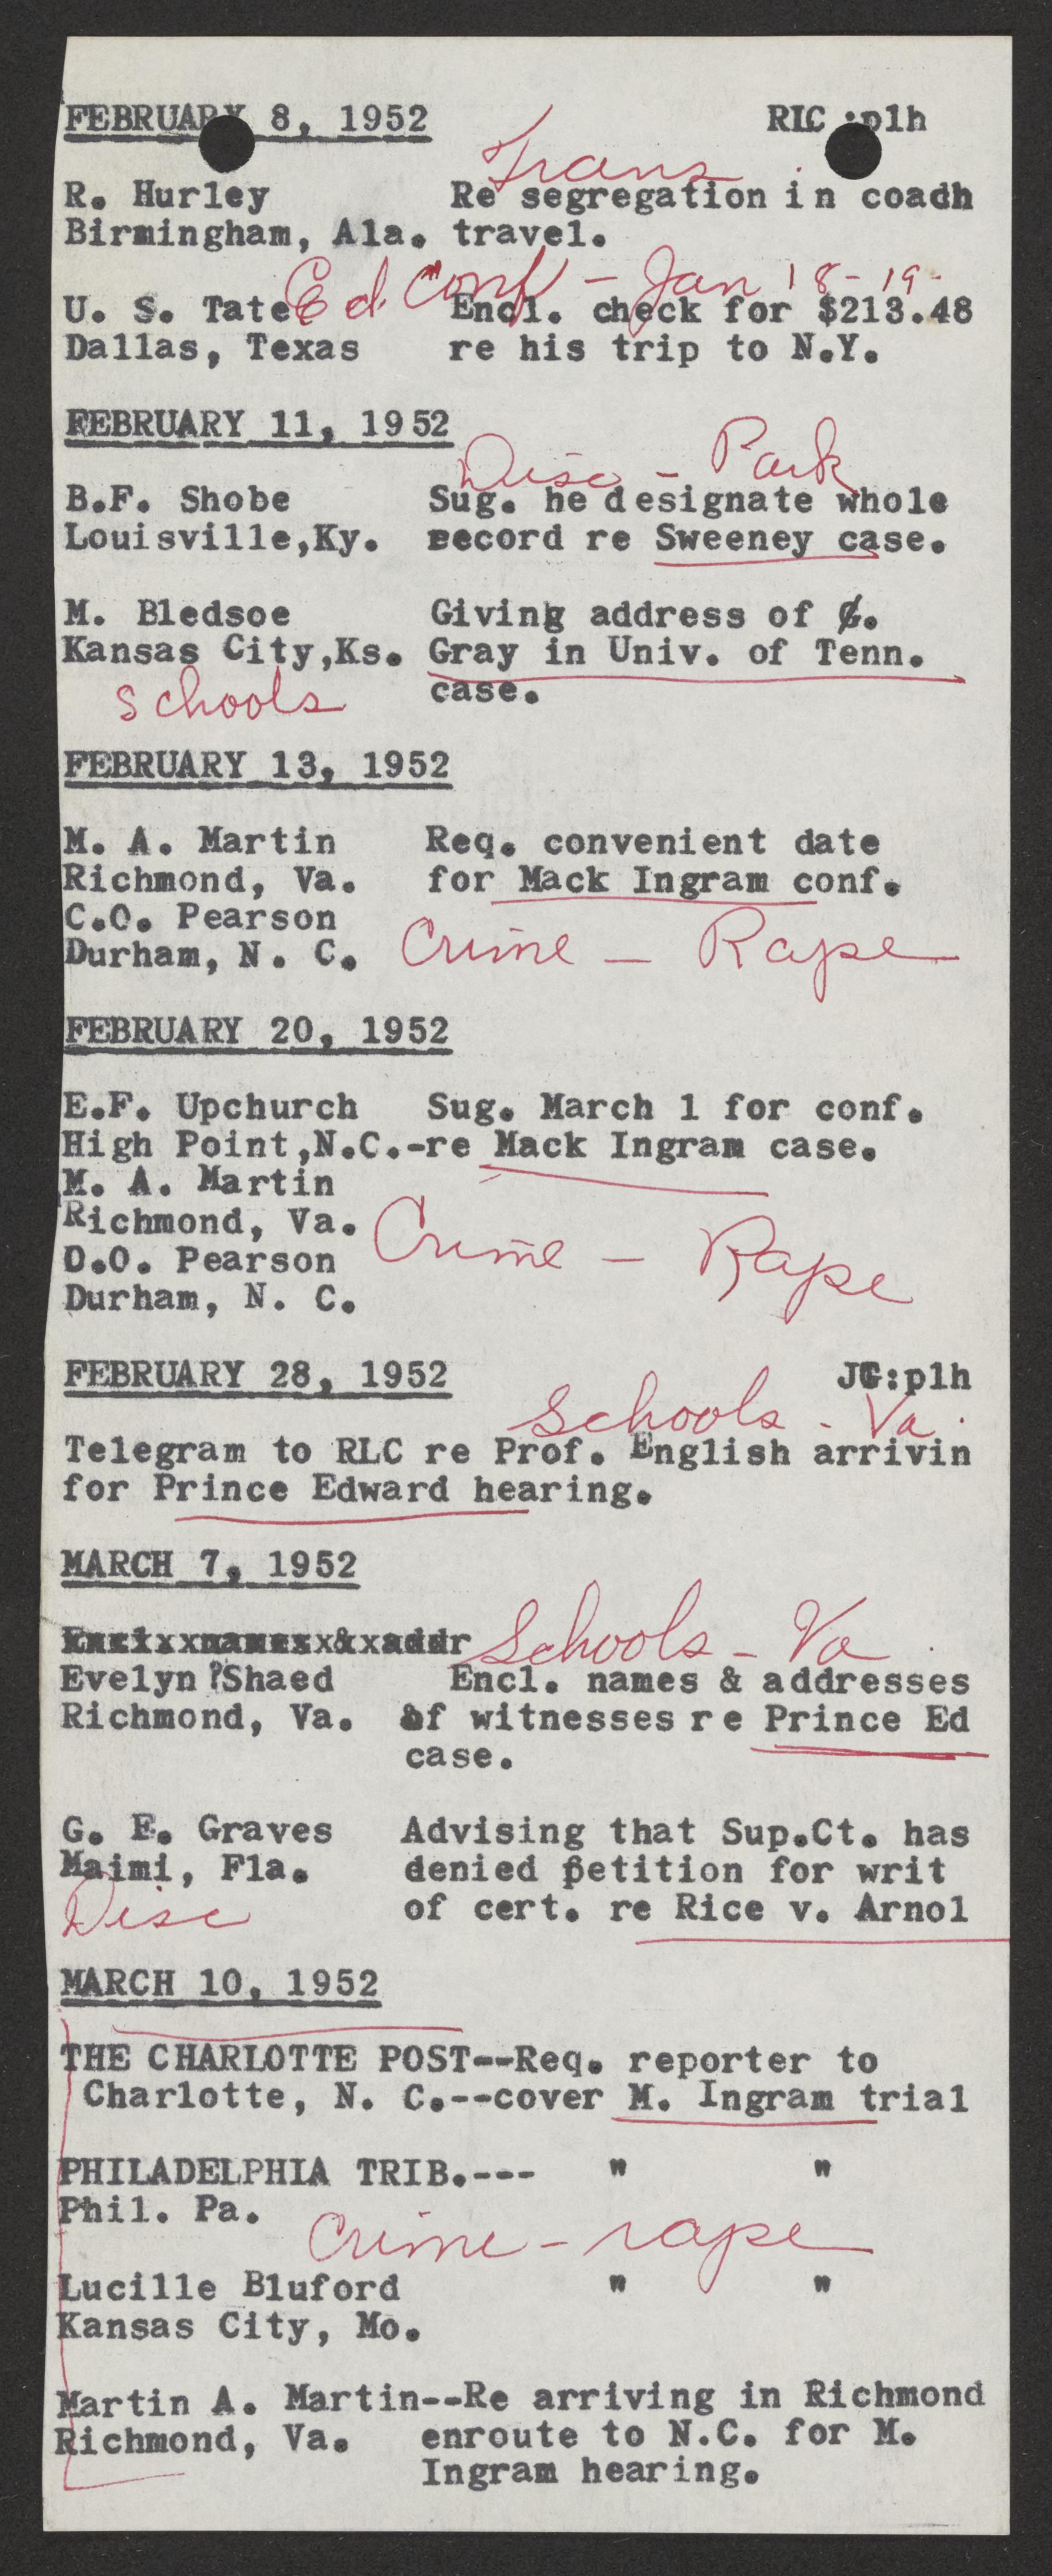 FEBRUARY 8, 1952 RLC:plh
Trans.
R. Hurley Re segregation in coadh
Birmingham, Ala. travel.
Ed Conf - Jan 18-19-
U. S. Tate Encl. check for $213.48
Dallas, Texas re his trip to N.Y.
FEBRUARY 11, 1952
Disc - Park
B.F. Shobe Sug. he designate whole
Louisville,Ky. record re Sweeney case.
M. Bledsoe Giving address of G.
Kansas City,Ks. Gray in Univ. of Tenn.
Schools case.
FEBRUARY 13, 1952
M. A. Martin Req. convenient date
Richmond, Va. for Mack Ingram conf.
C.O. Pearson
Durham, N. C. Crime - Rape
FEBRUARY 20, 1952
E.F. Upchurch Sug. March 1 for conf.
High Point,N.C.-re Mack Ingram case.
M. A. Martin
Richmond, Va.
O.O. Pearson Crime - Rape
Durham, N. C.
FEBRUARY 28, 1952 JG:plh
Schools - Va.
Telegram to RLC re Prof. English arrivin
for Prince Edward hearing.
MARCH 7, 1952
Schools - Va.
Evelyn ?Shaed Encl. names & addresses
Richmond, Va. of witnesses re Prince Ed
case.
G. E. Graves Advising that Sup.Ct. has
Maimi, Fla. denied petition for writ
Disc of cert. re Rice v. Arnol
MARCH 10, 1952
THE CHARLOTTE POST--Req. reporter to
Charlotte, N. C.--cover M. Ingram trial
PHILADELPHIA TRIB.--- " "
Phil. Pa.
Crime - rape
Lucille Bluford " "
Kansas City, Mo.
Martin A. Martin--Re arriving in Richmond
Richmond, Va. enroute to N.C. for M.
Ingram hearing.